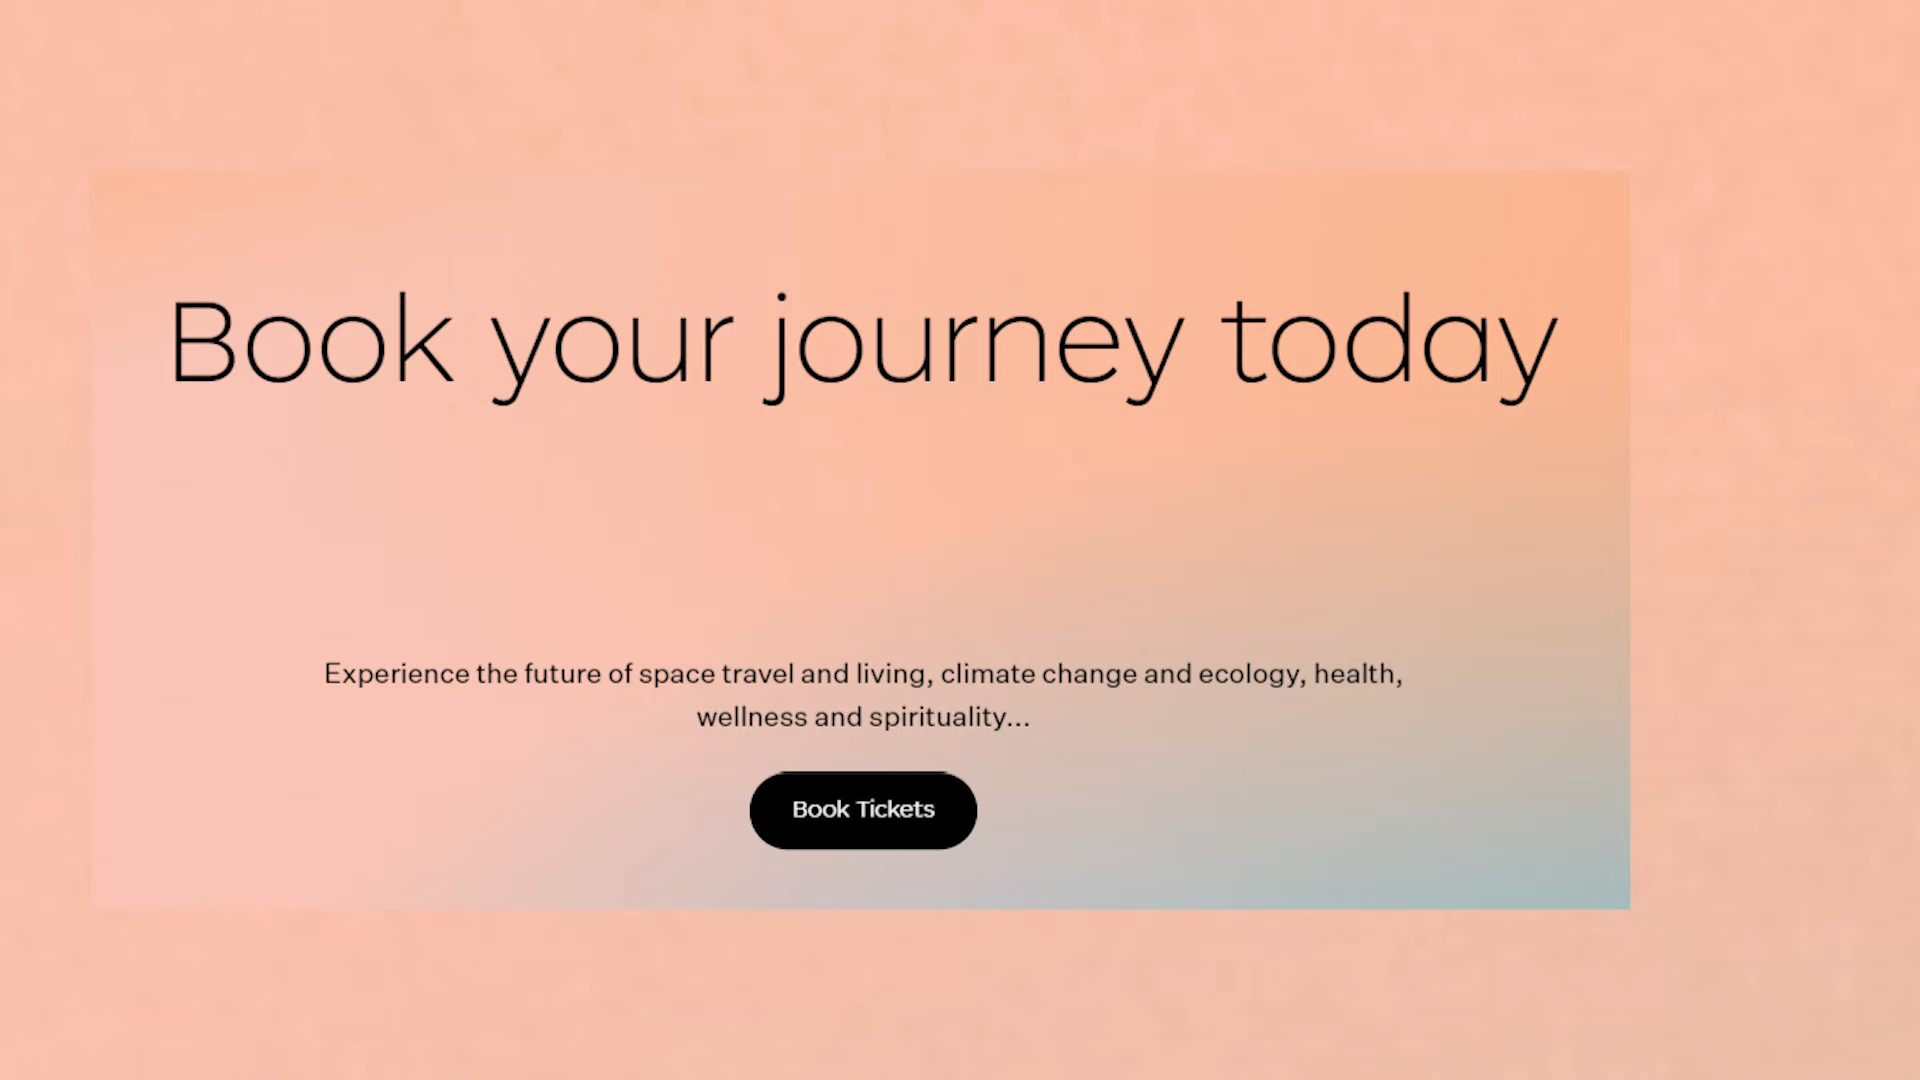 Book your journey today
Experience the future of space travel and living, climate change and ecology, health,
wellness and spirituality...
Book Tickets